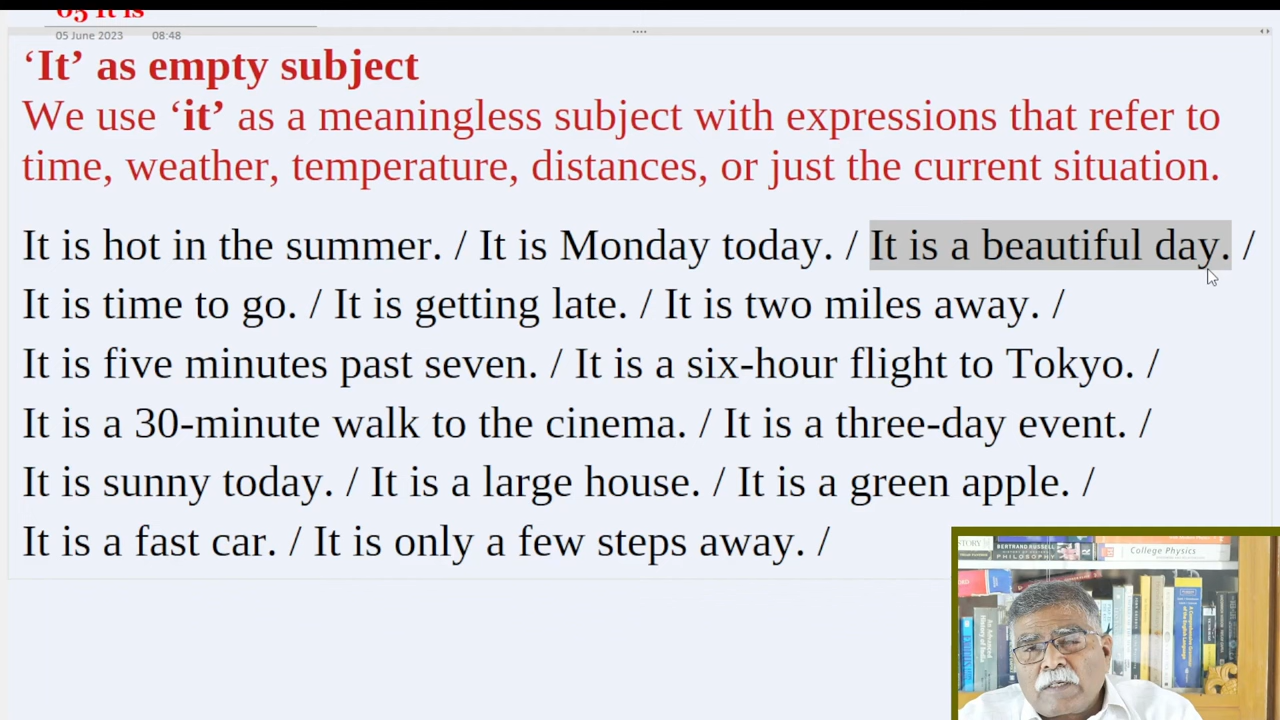 05 It is
05 June 2023 08:48
‘It’ as empty subject
We use ‘it’ as a meaningless subject with expressions that refer to
time, weather, temperature, distances, or just the current situation.
It is hot in the summer. / It is Monday today. / It is a beautiful day. /
It is time to go. / It is getting late. / It is two miles away. /
It is five minutes past seven. / It is a six-hour flight to Tokyo. /
It is a 30-minute walk to the cinema. / It is a three-day event. /
It is sunny today. / It is a large house. / It is a green apple. /
It is a fast car. / It is only a few steps away. /
BERTRAND RUSSELL
PHILOSOPHY
College Physics